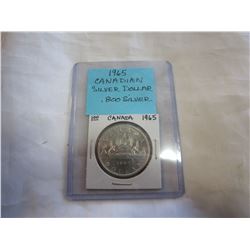 1965
CANADIAN
SILVER DOLLAR
.800 SILVER
CANADA 1965